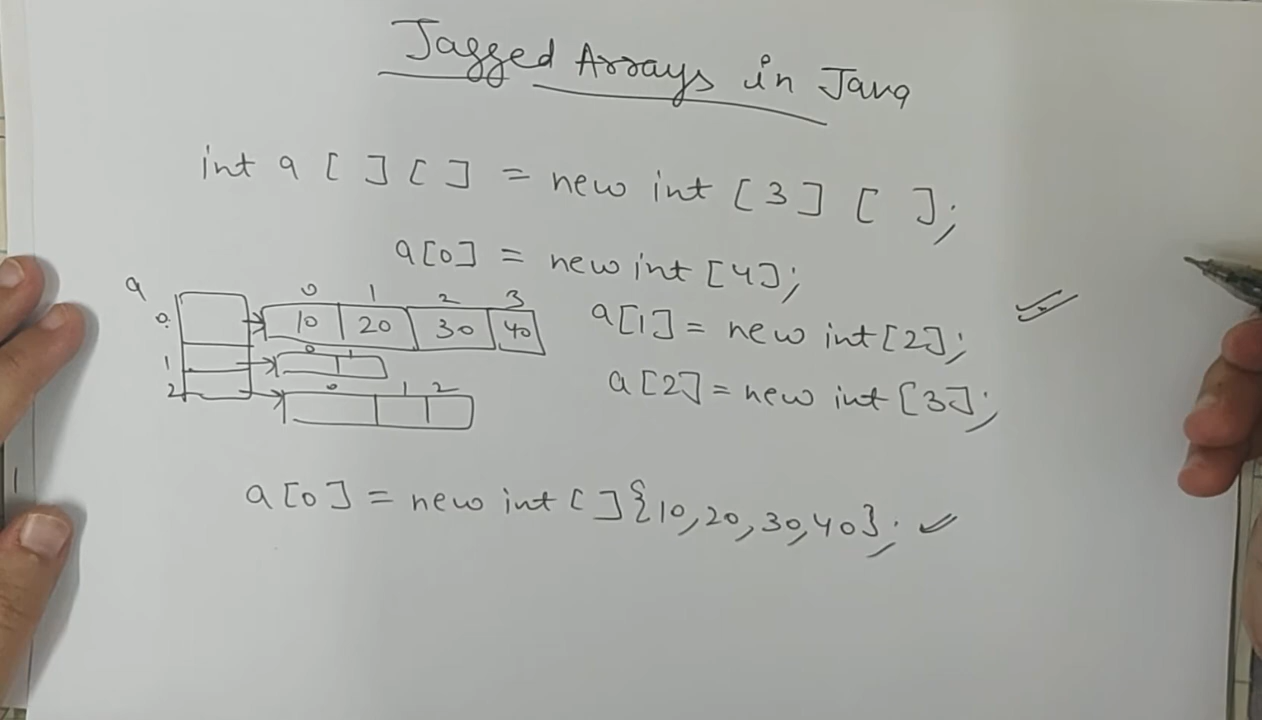 Jagged Arrays in Java
int a [ ] [ ] = new int [3] [ ];
a[0] = new int [4];
a
0 1 2 3
0 10 20 30 40
a[1] = new int [2];
1 0 1
2 0 1 2
a[2] = new int [3];
a[0] = new int [ ]{10,20,30,40};